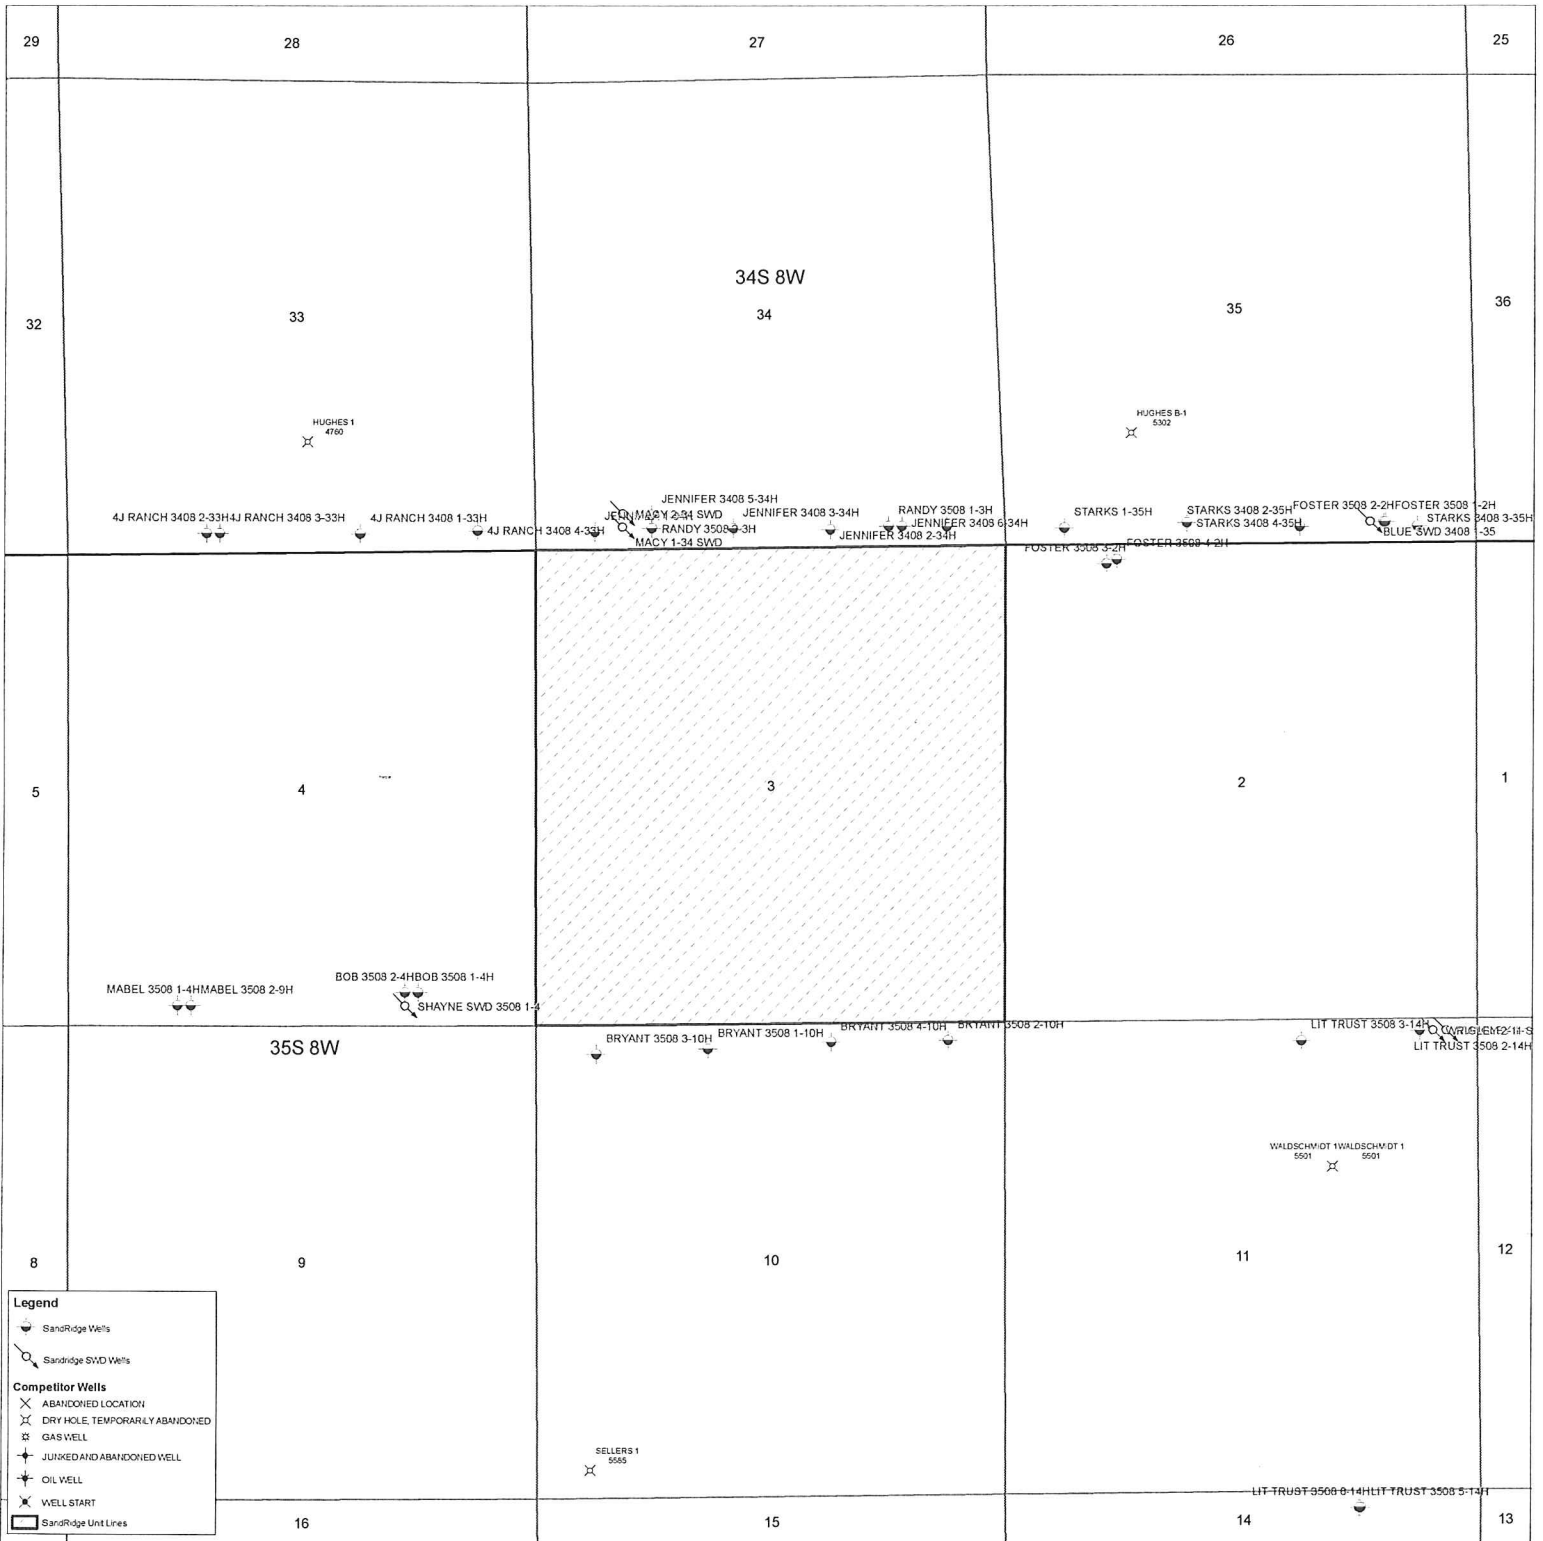 29
28
27
26
25
34S 8W
32
33
34
35
36
HUGHES 1
4760
HUGHES B-1
5302
JENNIFER 3408 5-34H
4J RANCH 3408 2-33H
4J RANCH 3408 3-33H
4J RANCH 3408 1-33H
4J RANCH 3408 4-33H
MACY 2-34 SWD
JENNIFER 3408 3-34H
RANDY 3508 1-3H
JENNIFER 3408 6-34H
MACY 1-34 SWD
JENNIFER 3408 2-34H
STARKS 1-35H
STARKS 3408 2-35H
STARKS 3408 4-35H
FOSTER 3508 2-2H
FOSTER 3508 1-2H
STARKS 3408 3-35H
BLUE SWD 3408 1-35
FOSTER 3508 3-2H
FOSTER 3508 4-2H
5
4
3
2
1
MABEL 3508 1-4H
MABEL 3508 2-9H
BOB 3508 2-4H
BOB 3508 1-4H
SHAYNE SWD 3508 1-4
35S 8W
BRYANT 3508 3-10H
BRYANT 3508 1-10H
BRYANT 3508 4-10H
BRYANT 3508 2-10H
LIT TRUST 3508 3-14H
LIT TRUST 3508 2-14H
WALDSCHMIDT 1
5501
WALDSCHMIDT 1
5501
8
9
10
11
12
SELLERS 1
5585
LIT TRUST 3508 5-14H
16
15
14
13
Legend
SandRidge Wells
Sandridge SWD Wells
Competitor Wells
ABANDONED LOCATION
DRY HOLE, TEMPORARILY ABANDONED
GAS WELL
JUNKED AND ABANDONED WELL
OIL WELL
WELL START
SandRidge Unit Lines